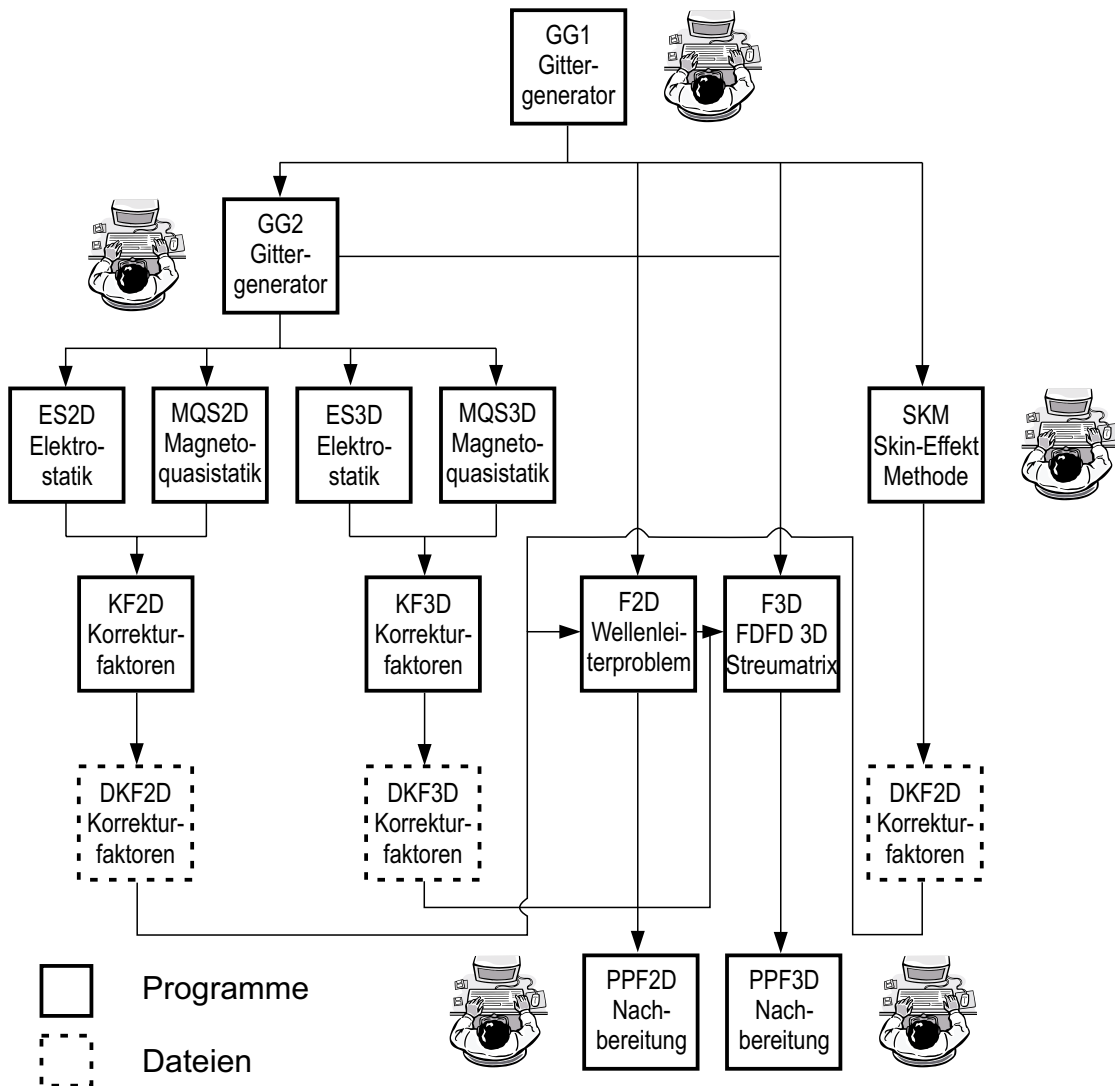 GG1
Gitter-
generator
GG2
Gitter-
generator
ES2D
Elektro-
statik
MQS2D
Magneto-
quasistatik
ES3D
Elektro-
statik
MQS3D
Magneto-
quasistatik
SKM
Skin-Effekt
Methode
KF2D
Korrektur-
faktoren
KF3D
Korrektur-
faktoren
F2D
Wellenlei-
terproblem
F3D
FDFD 3D
Streumatrix
DKF2D
Korrektur-
faktoren
DKF3D
Korrektur-
faktoren
DKF2D
Korrektur-
faktoren
PPF2D
Nach-
bereitung
PPF3D
Nach-
bereitung
Programme
Dateien